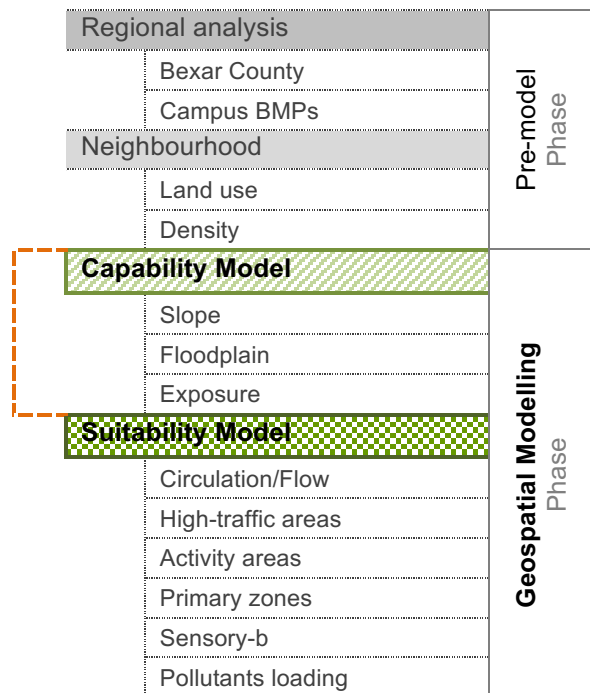 Regional analysis
Bexar County
Campus BMPs
Neighbourhood
Land use
Density
Pre-model
Phase
Capability Model
Slope
Floodplain
Exposure
Suitability Model
Circulation/Flow
High-traffic areas
Activity areas
Primary zones
Sensory-b
Pollutants loading
Geospatial Modelling
Phase